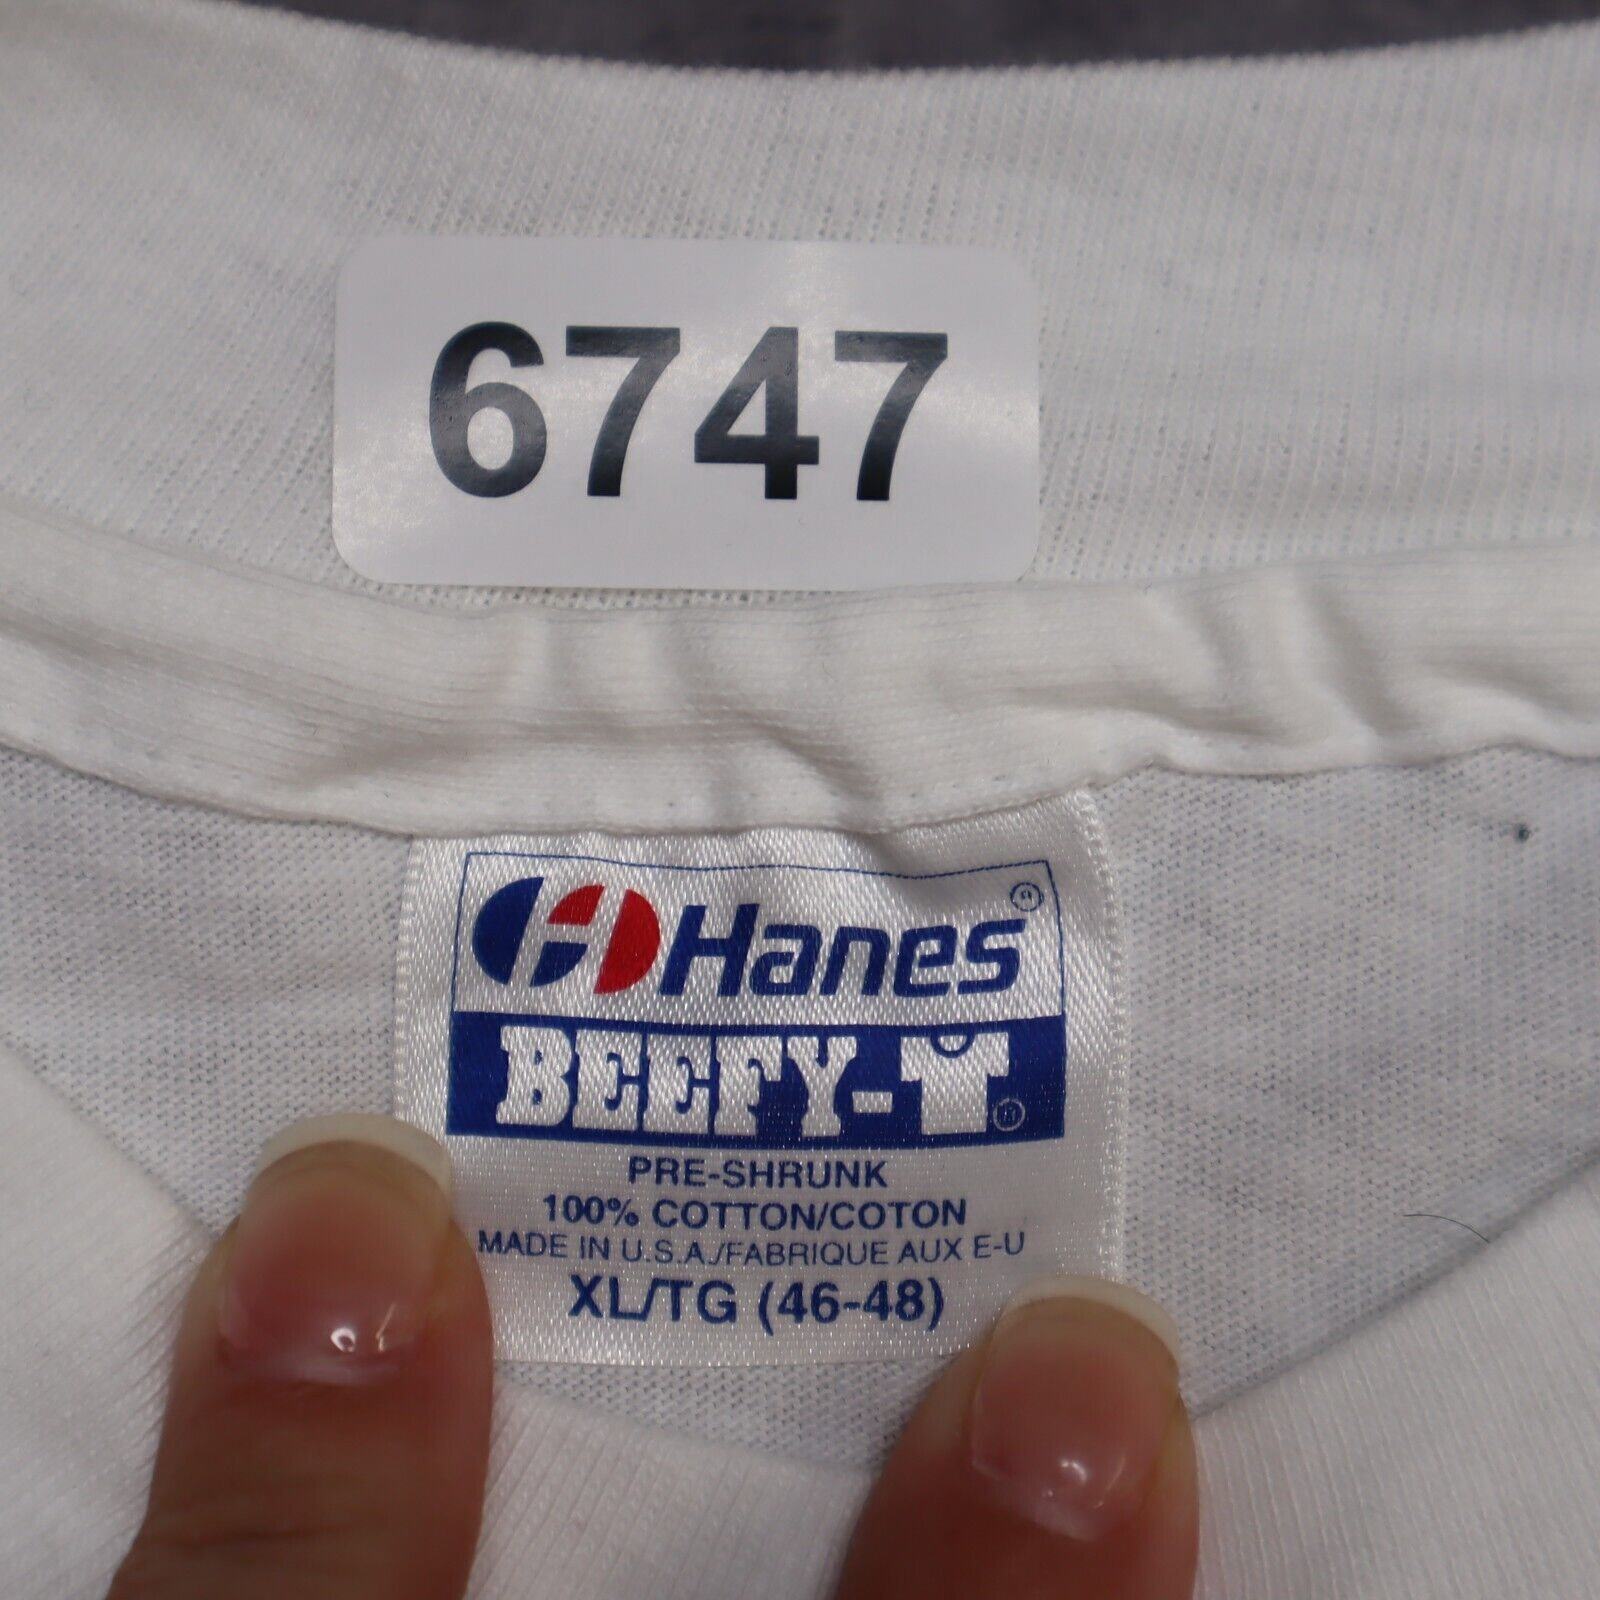 6747
Hanes®
BEEFY-T®
PRE-SHRUNK
100% COTTON/COTON
MADE IN U.S.A./FABRIQUE AUX E-U
XL/TG (46-48)